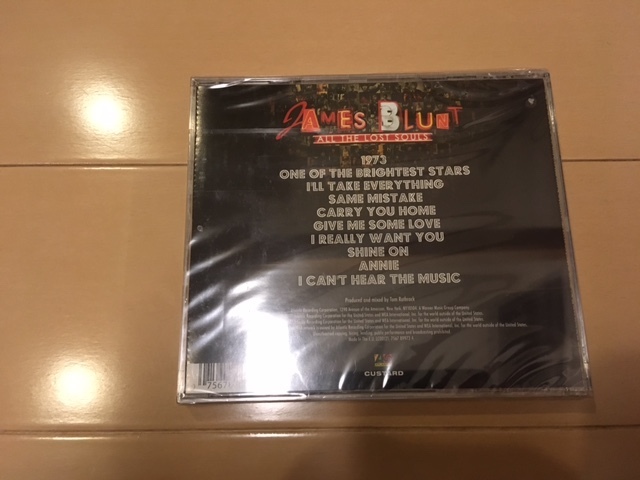 JAMES BLUNT
ALL THE LOST SOULS
1973
ONE OF THE BRIGHTEST STARS
I'LL TAKE EVERYTHING
SAME MISTAKE
CARRY YOU HOME
GIVE ME SOME LOVE
I REALLY WANT YOU
SHINE ON
ANNIE
I CAN'T HEAR THE MUSIC
Produced and mixed by Tom Rothrock
CUSTARD